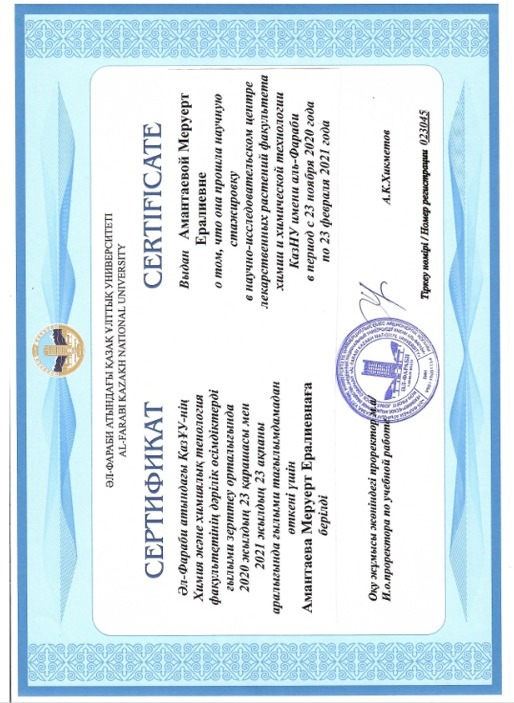 ӘЛ-ФАРАБИ АТЫНДАҒЫ ҚАЗАҚ ҰЛТТЫҚ УНИВЕРСИТЕТІ
AL-FARABI KAZAKH NATIONAL UNIVERSITY
СЕРТИФИКАТ
Әл-Фараби атындағы ҚазҰУ-нің
Химия және химиялық тенология
факультетінің дәрілік өсімдіктерді
ғылыми зерттеу орталығында
2020 жылдың 23 қарашасы мен
2021 жылдың 23 ақпаны
аралығында ғылыми тағылымдамадан
өткені үшін
Амантаева Меруерт Ералиевнаға
берілді
CERTIFICATE
Выдан Амантаевой Меруерт
Ералиевне
о том, что она прошла научную
стажировку
в научно-исследовательском центре
лекарственных растений факультета
химии и химической технологии
КазНУ имени аль-Фараби
в период с 23 ноября 2020 года
по 23 февраля 2021 года
Оқу жұмысы жөніндегі проректор м.а/
И.о.проректора по учебной работе
А.К.Хикметов
Тіркеу нөмірі / Номер регистрации 023045